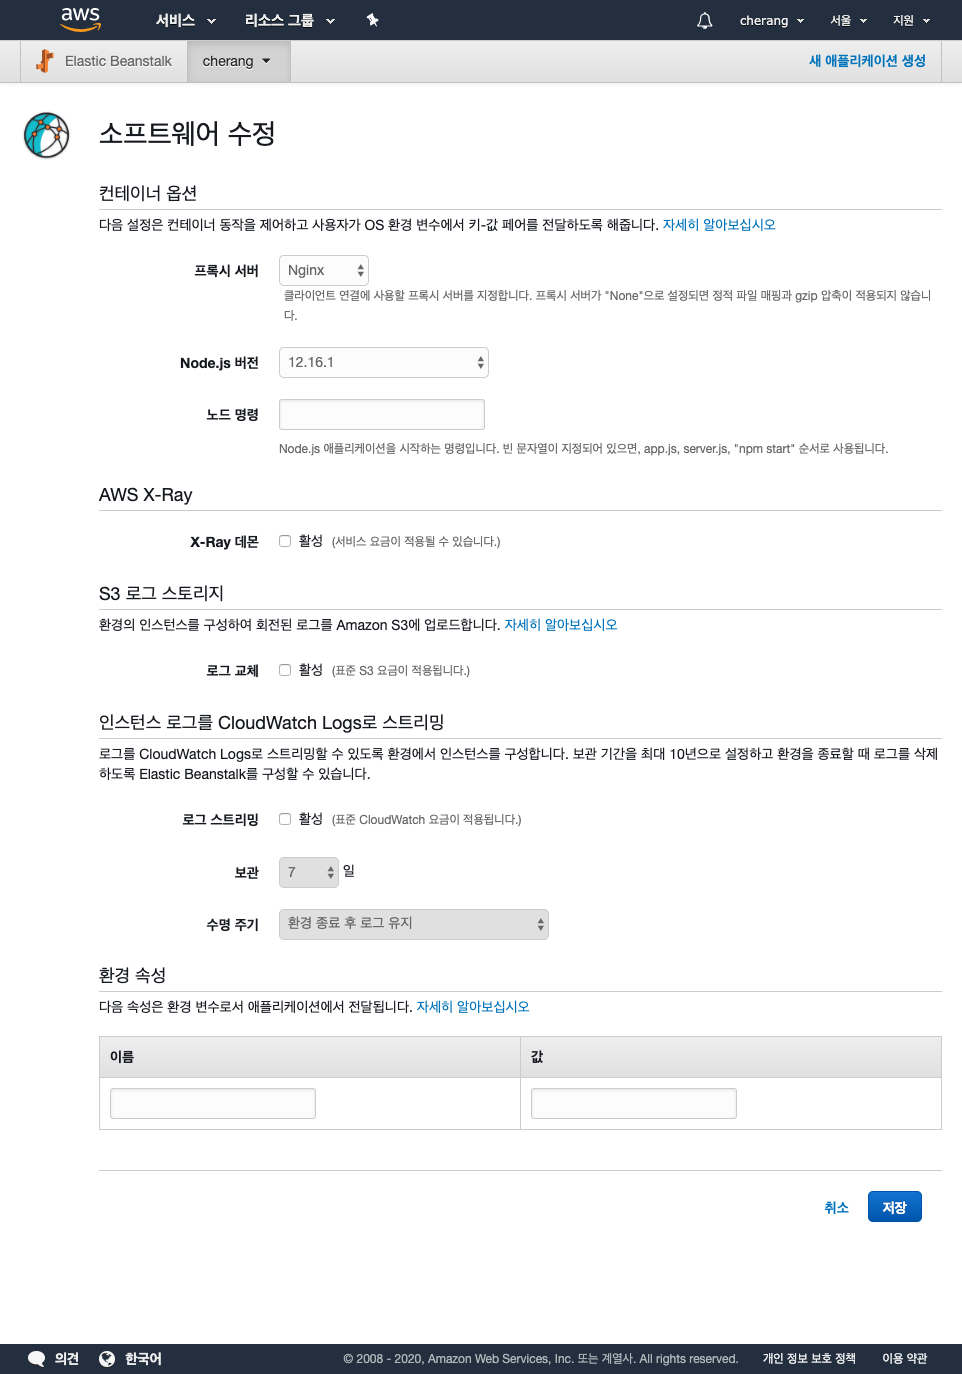 aws 서비스 리소스 그룹 cherang 서울 지원
Elastic Beanstalk cherang 새 애플리케이션 생성
소프트웨어 수정
컨테이너 옵션
다음 설정은 컨테이너 동작을 제어하고 사용자가 OS 환경 변수에서 키-값 페어를 전달하도록 해줍니다. 자세히 알아보십시오
프록시 서버 Nginx
클라이언트 연결에 사용할 프록시 서버를 지정합니다. 프록시 서버가 "None"으로 설정되면 정적 파일 매핑과 gzip 압축이 적용되지 않습니
다.
Node.js 버전 12.16.1
노드 명령
Node.js 애플리케이션을 시작하는 명령입니다. 빈 문자열이 지정되어 있으면, app.js, server.js, "npm start" 순서로 사용됩니다.
AWS X-Ray
X-Ray 데몬 활성 (서비스 요금이 적용될 수 있습니다.)
S3 로그 스토리지
환경의 인스턴스를 구성하여 회전된 로그를 Amazon S3에 업로드합니다. 자세히 알아보십시오
로그 교체 활성 (표준 S3 요금이 적용됩니다.)
인스턴스 로그를 CloudWatch Logs로 스트리밍
로그를 CloudWatch Logs로 스트리밍할 수 있도록 환경에서 인스턴스를 구성합니다. 보관 기간을 최대 10년으로 설정하고 환경을 종료할 때 로그를 삭제
하도록 Elastic Beanstalk를 구성할 수 있습니다.
로그 스트리밍 활성 (표준 CloudWatch 요금이 적용됩니다.)
보관 7 일
수명 주기 환경 종료 후 로그 유지
환경 속성
다음 속성은 환경 변수로서 애플리케이션에서 전달됩니다. 자세히 알아보십시오
이름 값
취소 저장
의견 한국어 © 2008 - 2020, Amazon Web Services, Inc. 또는 계열사. All rights reserved. 개인 정보 보호 정책 이용 약관